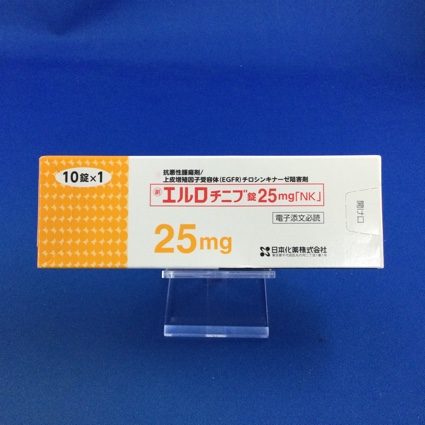 10錠×1
抗悪性腫瘍剤/
上皮増殖因子受容体(EGFR)チロシンキナーゼ阻害剤
劇 エルロチニブ錠25mg「NK」
電子添文必読
開け口
25mg
日本化薬株式会社